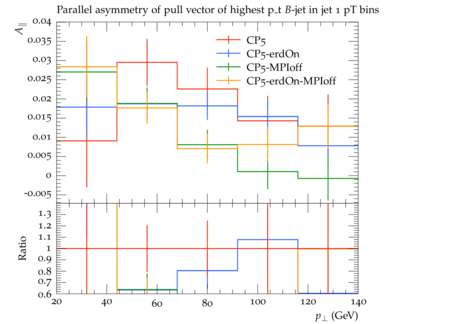 Parallel asymmetry of pull vector of highest p.t B-jet in jet 1 pT bins
A∥
0.04
0.035
0.03
0.025
0.02
0.015
0.01
0.005
0
-0.005
CP5
CP5-erdOn
CP5-MPIoff
CP5-erdOn-MPIoff
Ratio
1.3
1.2
1.1
1
0.9
0.8
0.7
0.6
20 40 60 80 100 120 140
p⊥ (GeV)